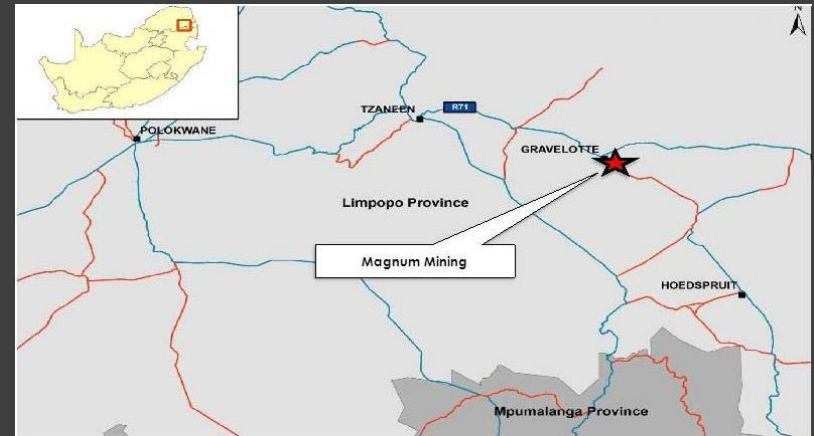 N
TZANEEN
R71
POLOKWANE
GRAVELOTTE
Limpopo Province
Magnum Mining
HOEDSPRUIT
Mpumalanga Province